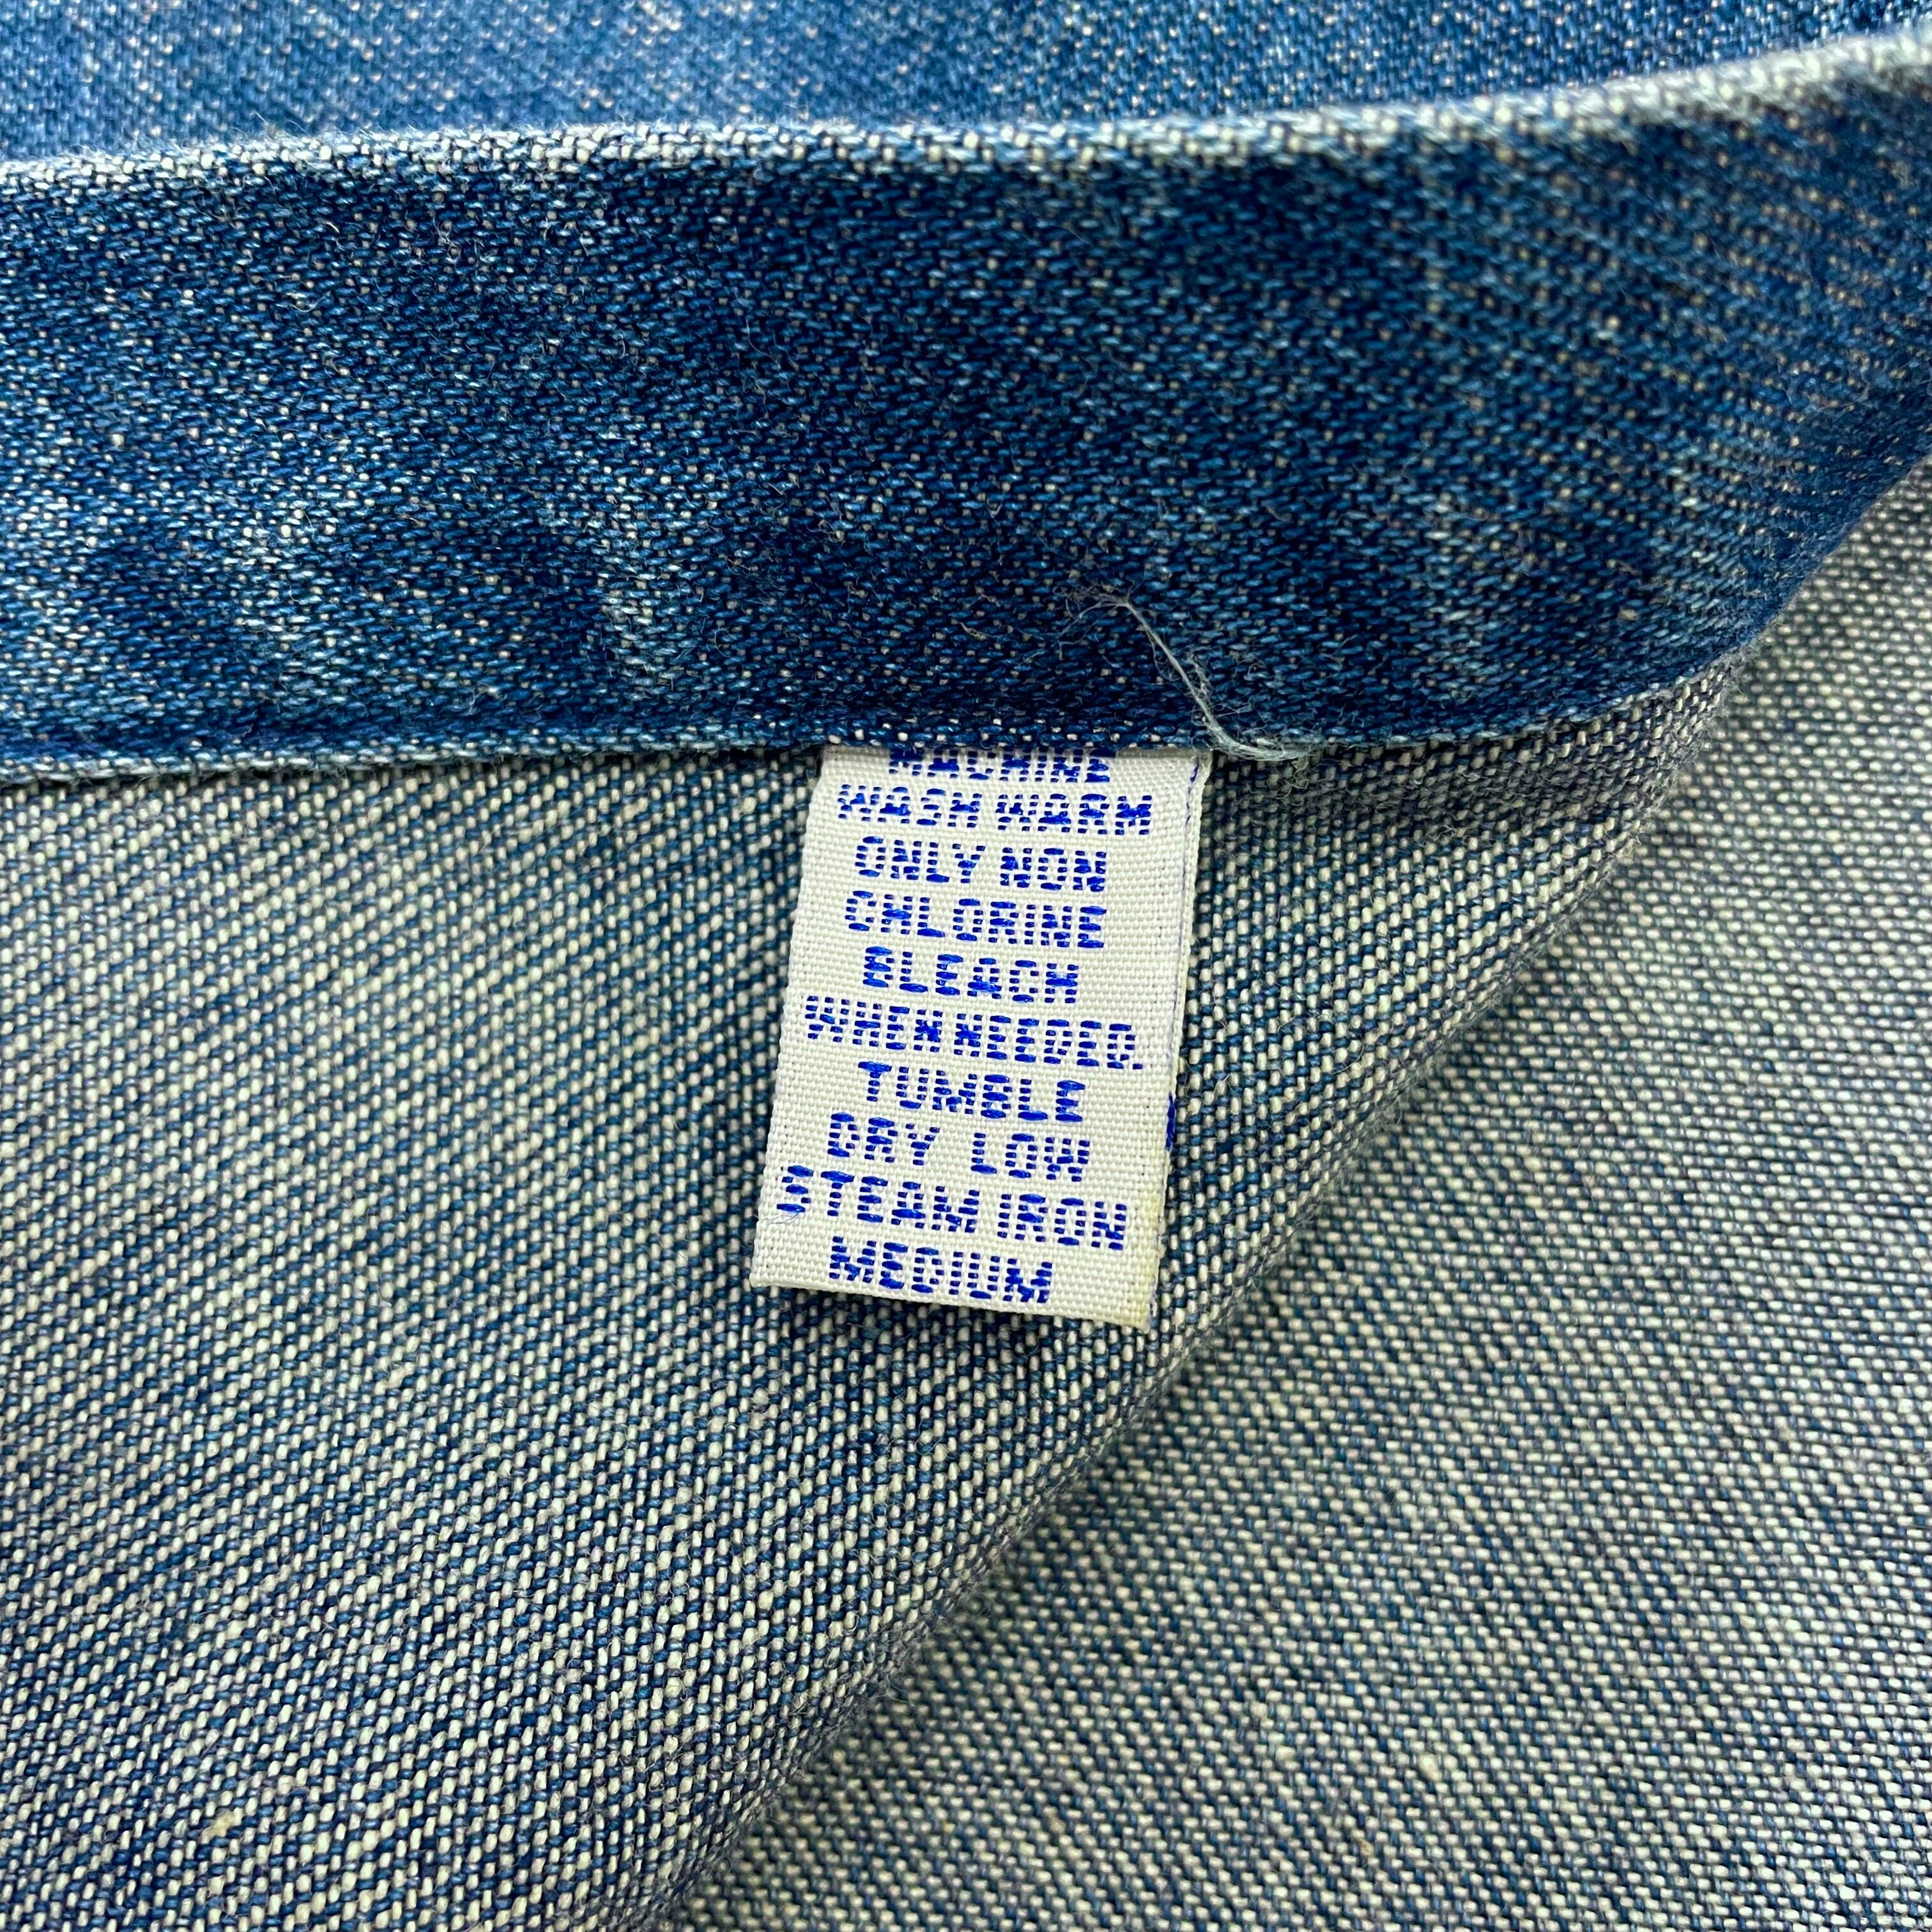 MACHINE
WASH WARM
ONLY NON
CHLORINE
BLEACH
WHEN NEEDED.
TUMBLE
DRY LOW
STEAM IRON
MEDIUM